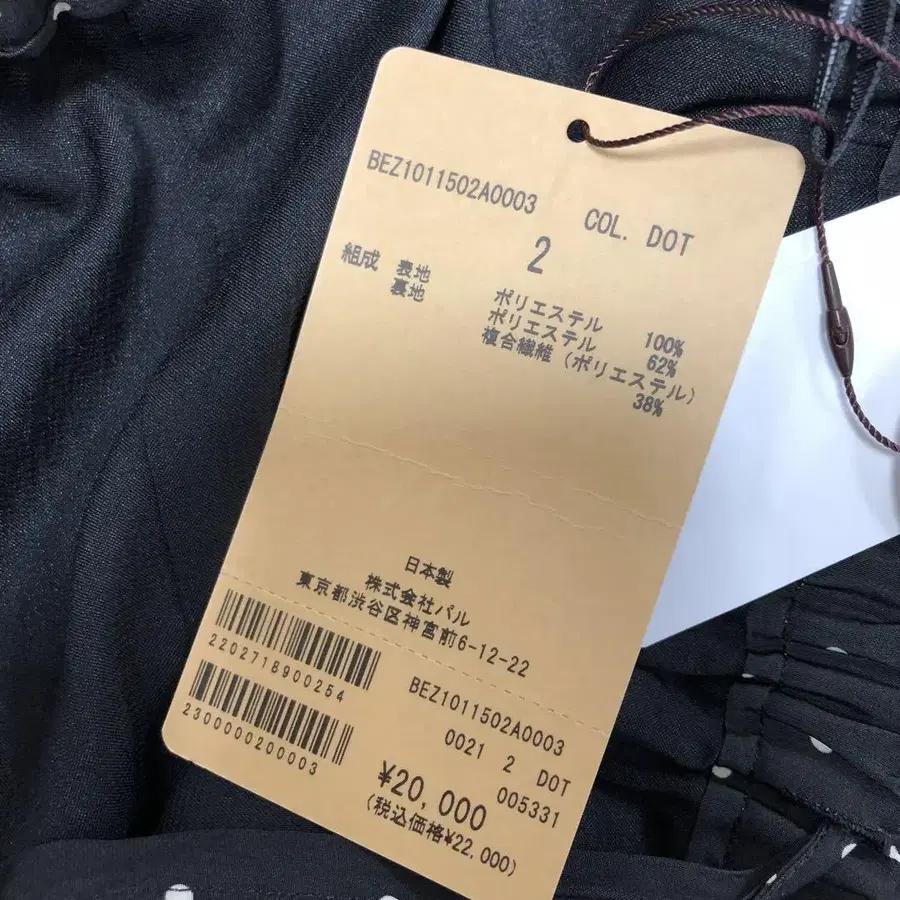 BEZ1011502A0003 COL. DOT
2
組成 表地 ポリエステル 100%
裏地 ポリエステル 62%
複合繊維(ポリエステル)
38%
日本製
株式会社パル
東京都渋谷区神宮前6-12-22
2202718900254
2300000200003
BEZ1011502A0003
0021 2 DOT
005331
¥20,000
(税込価格¥22,000)